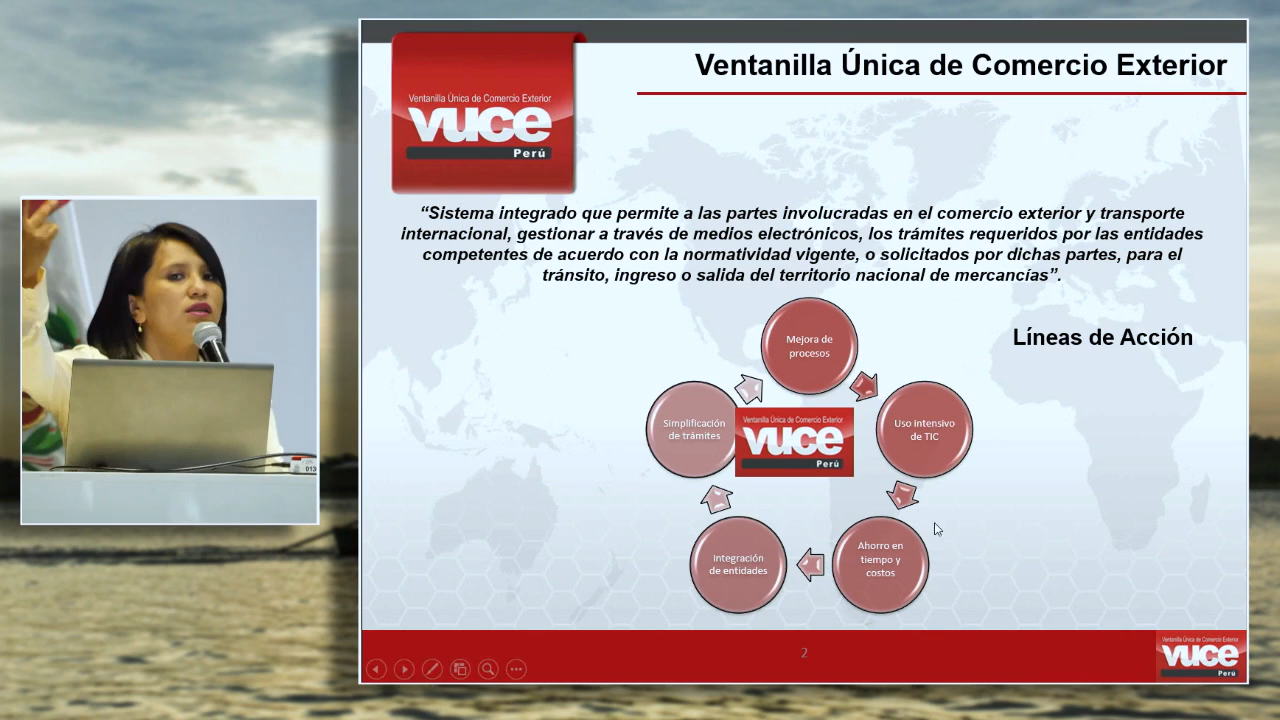 Ventanilla Única de Comercio Exterior
Ventanilla Única de Comercio Exterior
vuce
Perú
“Sistema integrado que permite a las partes involucradas en el comercio exterior y transporte
internacional, gestionar a través de medios electrónicos, los trámites requeridos por las entidades
competentes de acuerdo con la normatividad vigente, o solicitados por dichas partes, para el
tránsito, ingreso o salida del territorio nacional de mercancías”.
Líneas de Acción
Mejora de
procesos
Uso intensivo
de TIC
Ahorro en
tiempo y
costos
Integración
de entidades
Simplificación
de trámites
Ventanilla Única de Comercio Exterior
vuce
Perú
013
2
Ventanilla Única de Comercio Exterior
vuce
Perú